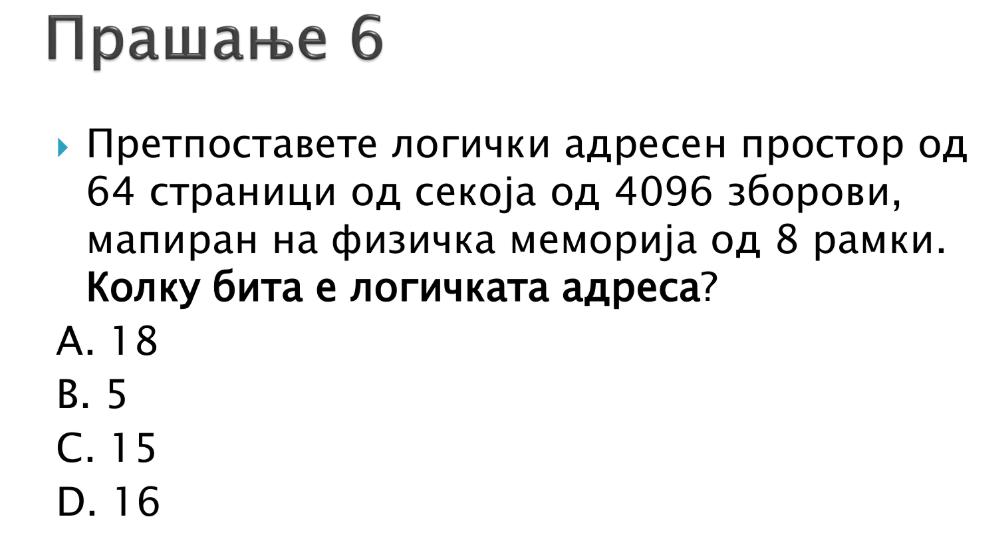 Прашање 6
Претпоставете логички адресен простор од
64 страници од секоја од 4096 зборови,
мапиран на физичка меморија од 8 рамки.
Колку бита е логичката адреса?
A. 18
B. 5
C. 15
D. 16